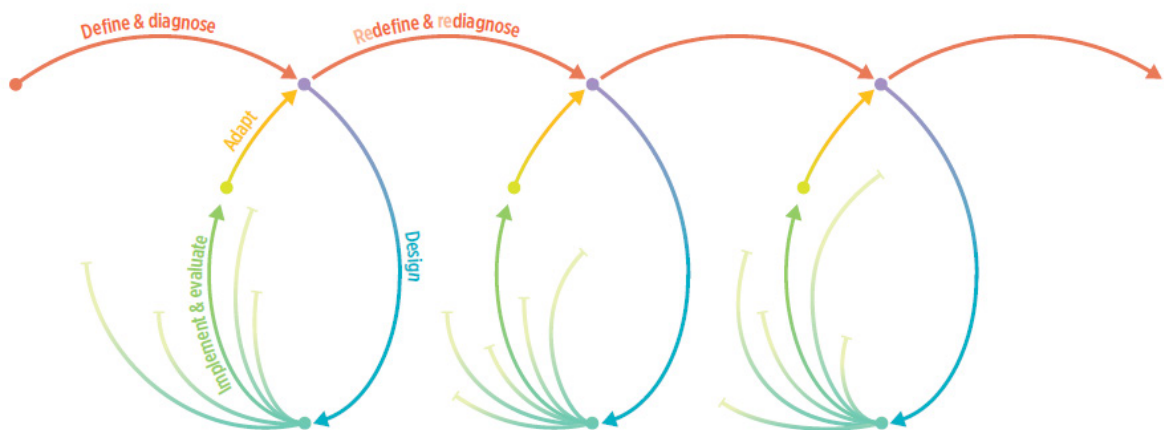 Define & diagnose
Redefine & rediagnose
Adapt
Implement & evaluate
Design